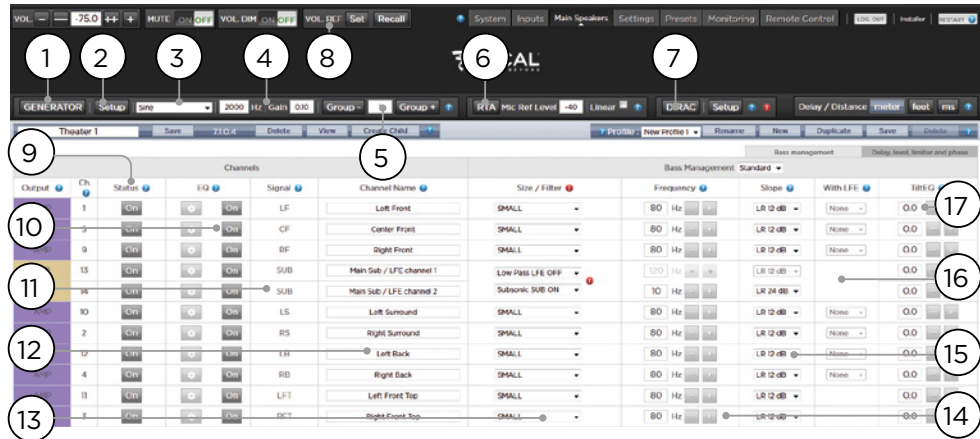 VOL. - — -75.0 ++ + MUTE ON OFF VOL. DIM ON OFF VOL. REF Set Recall ? System Inputs Main Speakers Settings Presets Monitoring Remote Control LOG OUT Installer RESTART ?
1 2 3 4 8 6 7
GENERATOR Setup Sine 2000 Hz Gain 0.10 Group - Group + ? RTA Mic Ref Level -40 Linear ? DIRAC Setup ? ! Delay / Distance meter feet ms ?
Theater 1 Save 7.1.0.4 Delete View Create Child ? ? Profile: New Profile 1 Rename New Duplicate Save Delete ?
9 5
Bass management Delay, level, limitor and phase
Channels Bass Management Standard
Output ? Ch. ? Status ? EQ ? Signal ? Channel Name ? Size / Filter ! Frequency ? Slope ? With LFE ? TiltEQ ?
1 On On LF Left Front SMALL 80 Hz - + LR 12 dB None 0.0 17
10 On On CF Center Front SMALL 80 Hz LR 12 dB None 0.0
9 On On RF Right Front SMALL 80 Hz LR 12 dB None 0.0
13 On On SUB Main Sub / LFE channel 1 Low Pass LFE OFF ! 120 Hz LR 12 dB 0.0 16
11 14 On On SUB Main Sub / LFE channel 2 Subsonic SUB ON 10 Hz LR 24 dB 0.0
AMP 10 On On LS Left Surround SMALL 80 Hz LR 12 dB None 0.0
2 On On RS Right Surround SMALL 80 Hz LR 12 dB None 0.0
12 12 On On LB Left Back SMALL 80 Hz LR 12 dB None 0.0 15
AMP 4 On On RB Right Back SMALL 80 Hz LR 12 dB None 0.0
AMP 11 On On LFT Left Front Top SMALL 80 Hz LR 12 dB 0.0
13 3 On On RFT Right Front Top SMALL 80 Hz 14 LR 12 dB 0.0